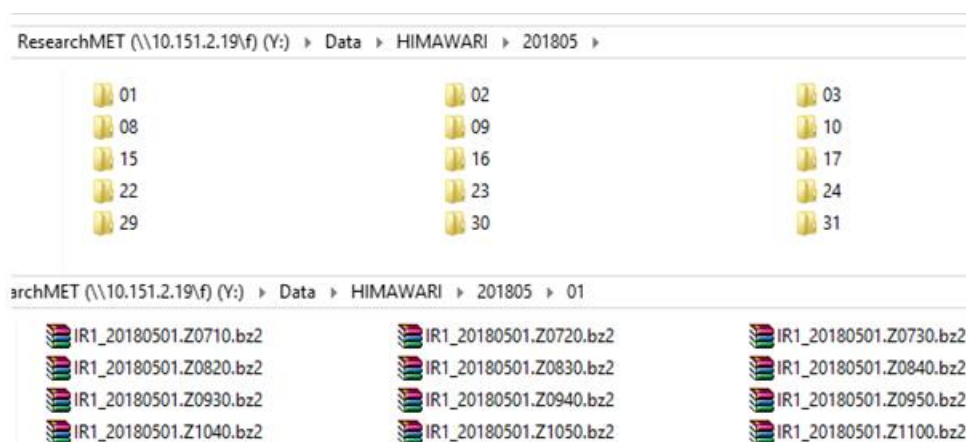 ResearchMET (\\10.151.2.19\f) (Y:) Data HIMAWARI 201805
01 02 03
08 09 10
15 16 17
22 23 24
29 30 31
archMET (\\10.151.2.19\f) (Y:) Data HIMAWARI 201805 01
IR1_20180501.Z0710.bz2 IR1_20180501.Z0720.bz2 IR1_20180501.Z0730.bz2
IR1_20180501.Z0820.bz2 IR1_20180501.Z0830.bz2 IR1_20180501.Z0840.bz2
IR1_20180501.Z0930.bz2 IR1_20180501.Z0940.bz2 IR1_20180501.Z0950.bz2
IR1_20180501.Z1040.bz2 IR1_20180501.Z1050.bz2 IR1_20180501.Z1100.bz2